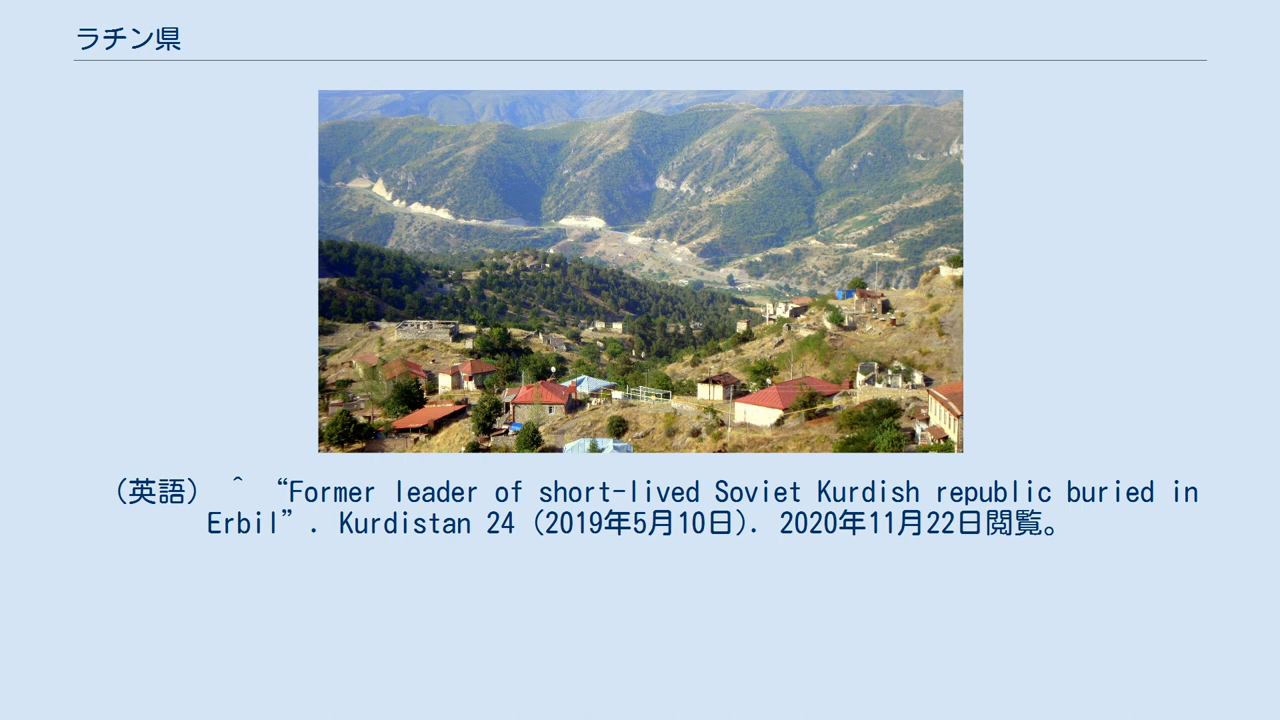 ラチン県
（英語） ^ “Former leader of short-lived Soviet Kurdish republic buried in
Erbil”. Kurdistan 24 (2019年5月10日). 2020年11月22日閲覧。